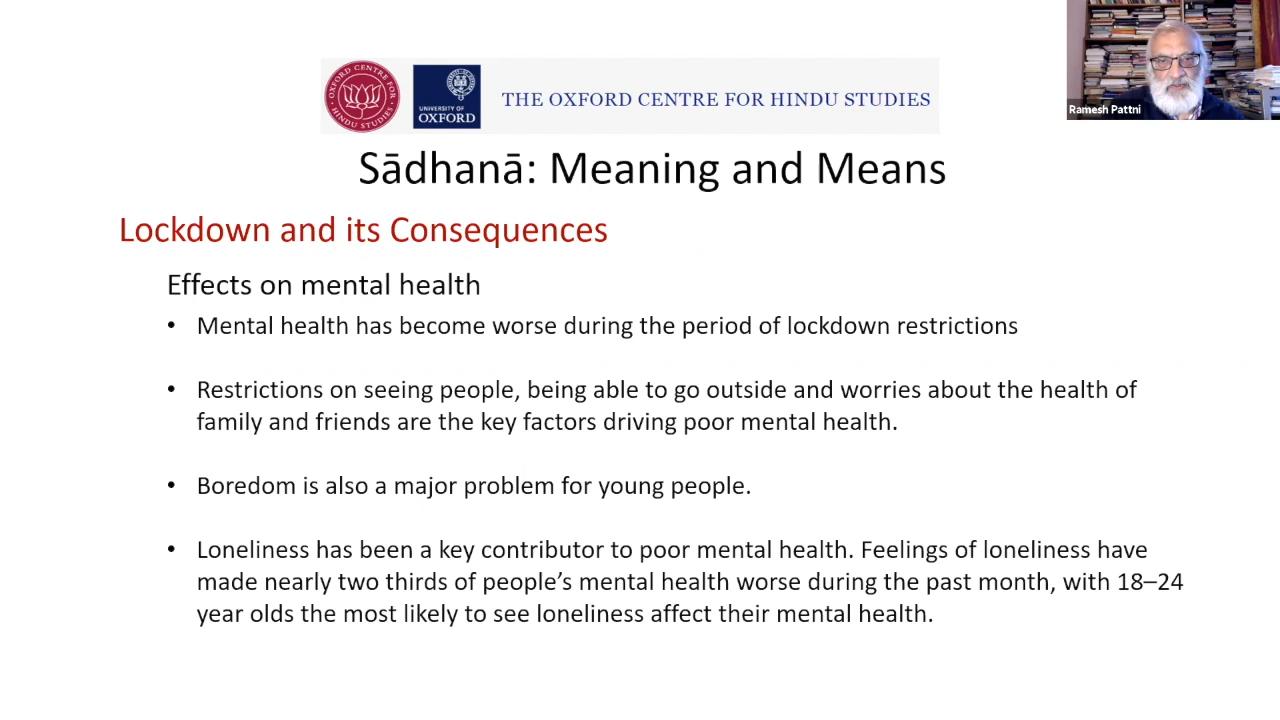 OXFORD CENTRE FOR HINDU STUDIES
UNIVERSITY OF
OXFORD
THE OXFORD CENTRE FOR HINDU STUDIES
Ramesh Pattni
Sādhanā: Meaning and Means
Lockdown and its Consequences
Effects on mental health
• Mental health has become worse during the period of lockdown restrictions
• Restrictions on seeing people, being able to go outside and worries about the health of
family and friends are the key factors driving poor mental health.
• Boredom is also a major problem for young people.
• Loneliness has been a key contributor to poor mental health. Feelings of loneliness have
made nearly two thirds of people’s mental health worse during the past month, with 18–24
year olds the most likely to see loneliness affect their mental health.